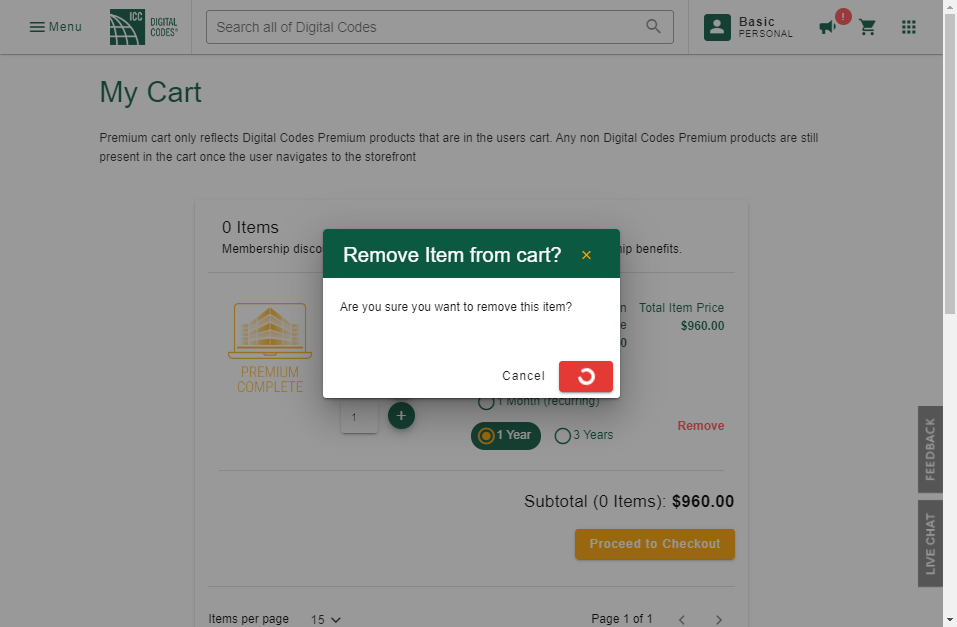 Menu
ICC
DIGITAL
CODES
Search all of Digital Codes
Basic
PERSONAL
!
My Cart
Premium cart only reflects Digital Codes Premium products that are in the users cart. Any non Digital Codes Premium products are still
present in the cart once the user navigates to the storefront
0 Items
Membership disco
ip benefits.
Remove Item from cart? ×
Are you sure you want to remove this item?
Cancel
PREMIUM
COMPLETE
n
e
0
Total Item Price
$960.00
1
+
1 Month (recurring)
1 Year
3 Years
Remove
Subtotal (0 Items): $960.00
Proceed to Checkout
Items per page 15
Page 1 of 1
FEEDBACK
LIVE CHAT